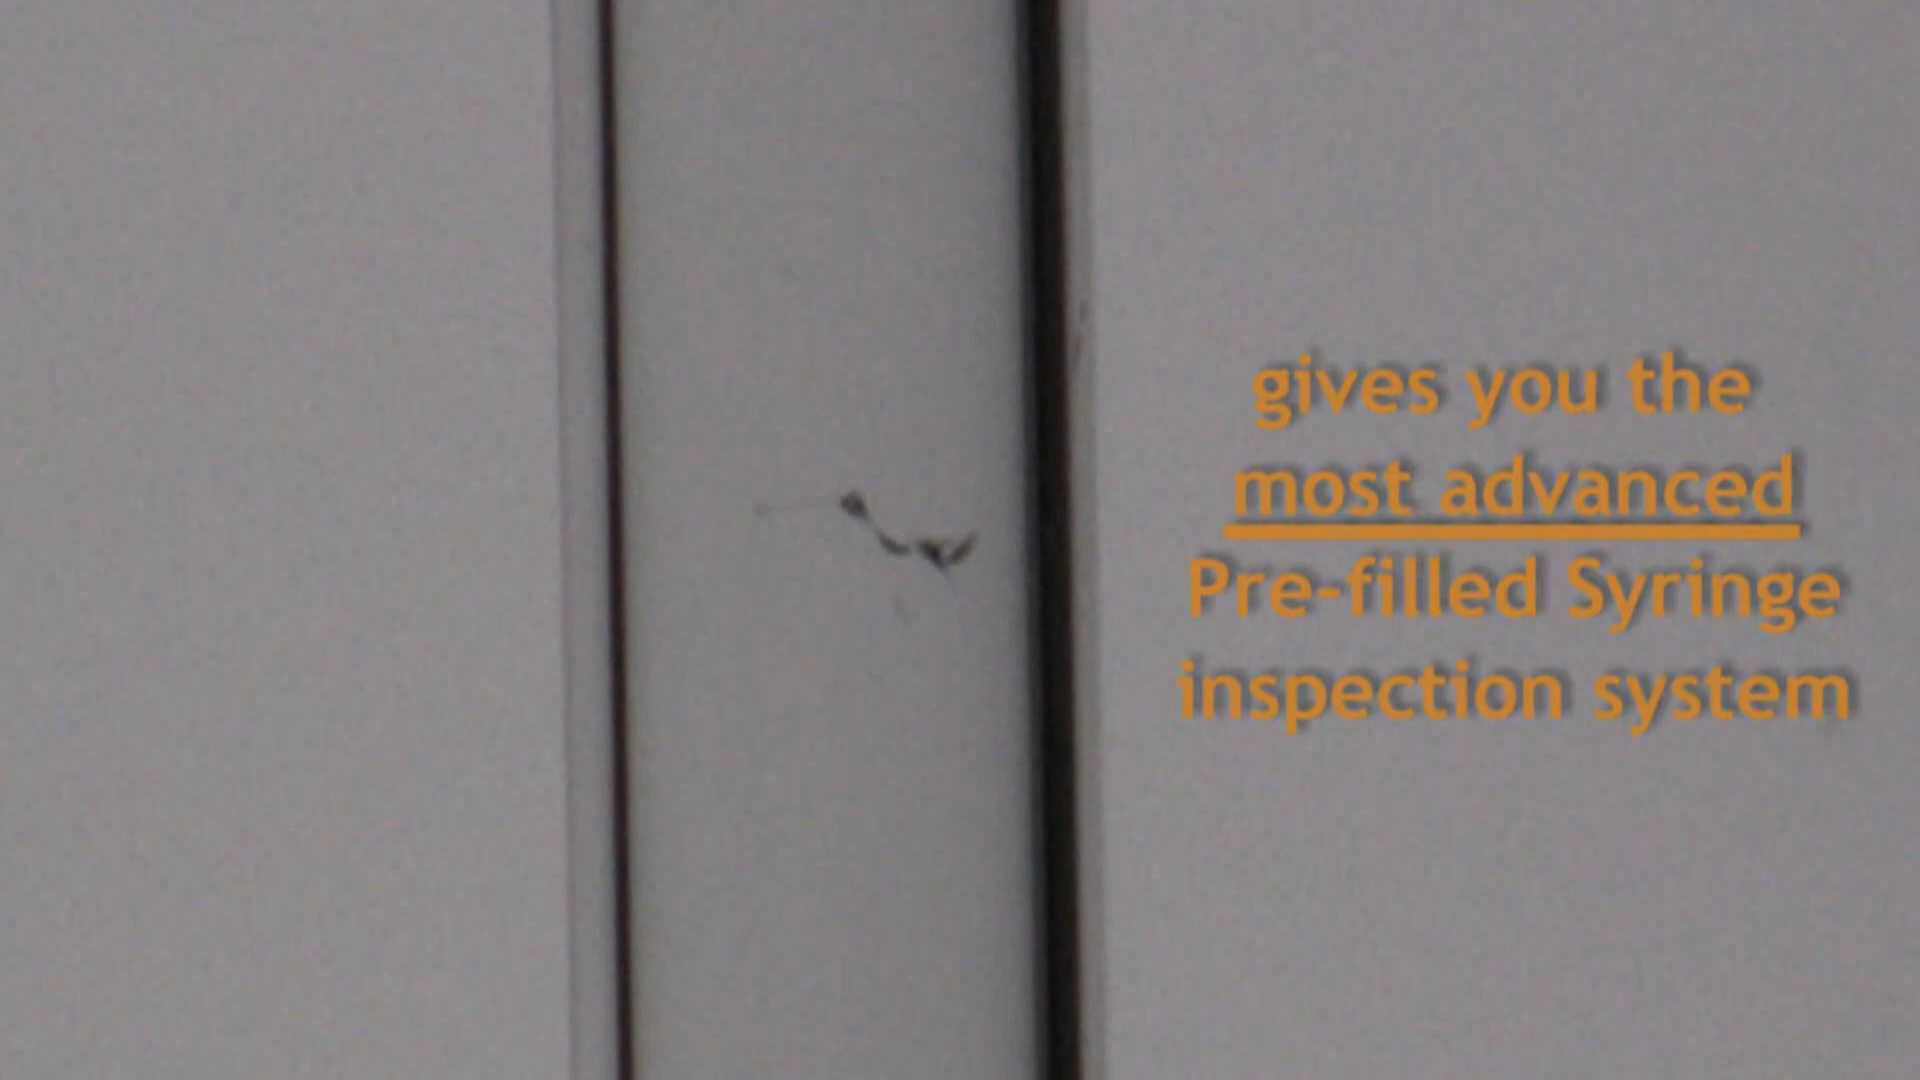 gives you the
most advanced
Pre-filled Syringe
inspection system